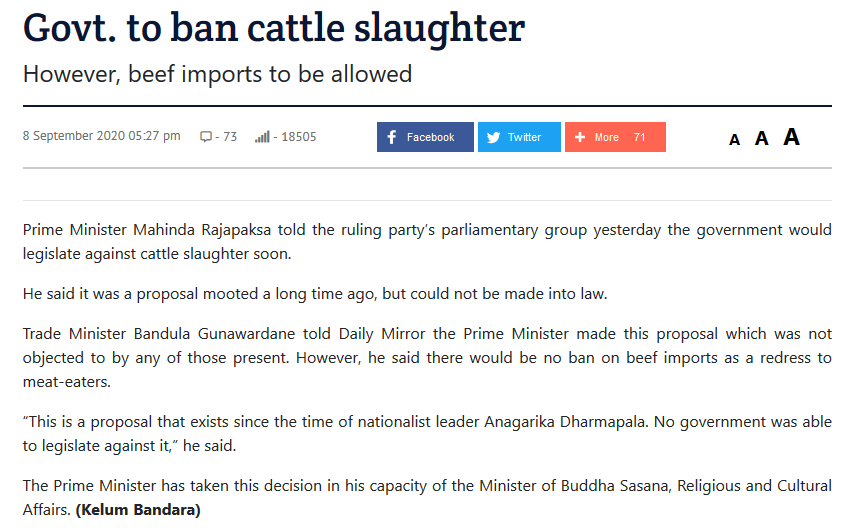 Govt. to ban cattle slaughter
However, beef imports to be allowed
8 September 2020 05:27 pm - 73 - 18505 Facebook Twitter More 71 A A A
Prime Minister Mahinda Rajapaksa told the ruling party’s parliamentary group yesterday the government would
legislate against cattle slaughter soon.
He said it was a proposal mooted a long time ago, but could not be made into law.
Trade Minister Bandula Gunawardane told Daily Mirror the Prime Minister made this proposal which was not
objected to by any of those present. However, he said there would be no ban on beef imports as a redress to
meat-eaters.
“This is a proposal that exists since the time of nationalist leader Anagarika Dharmapala. No government was able
to legislate against it,” he said.
The Prime Minister has taken this decision in his capacity of the Minister of Buddha Sasana, Religious and Cultural
Affairs. (Kelum Bandara)